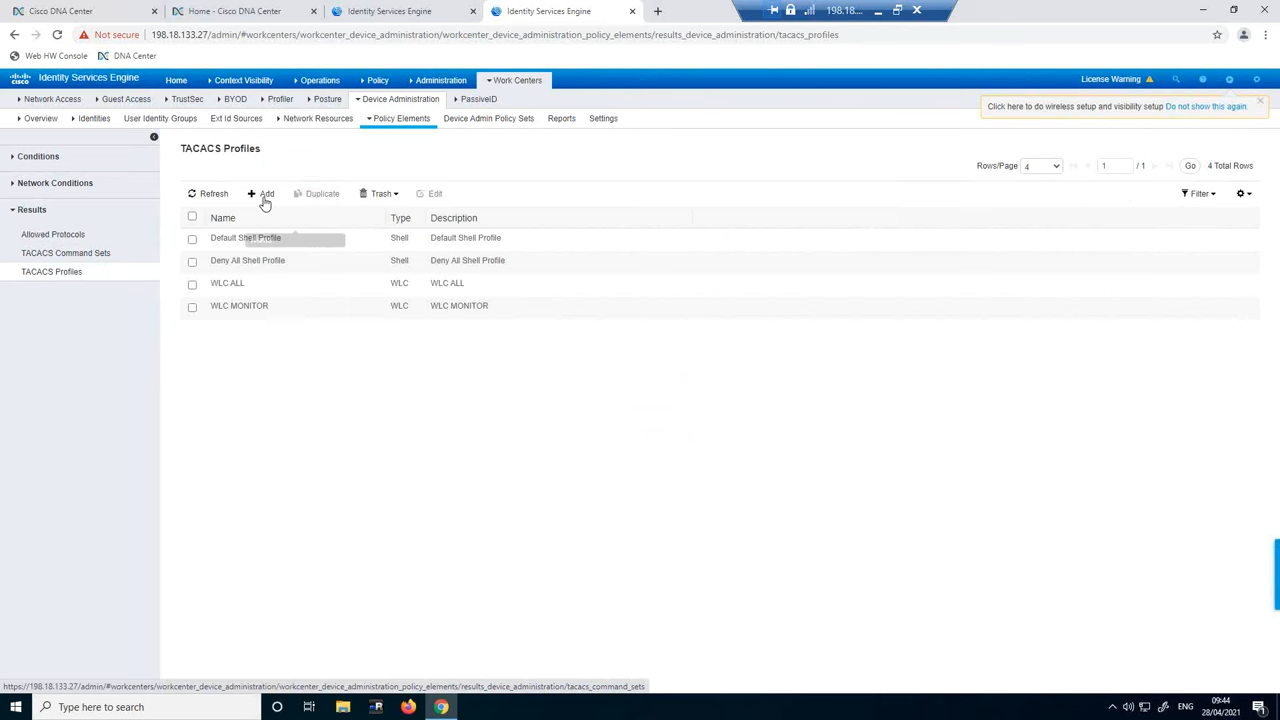 Cisco DNA Center
Home - Cisco DNA Center
Identity Services Engine
Identity Services Engine
198.18....
Not secure
198.18.133.27/admin/#workcenters/workcenter_device_administration/workcenter_device_administration_policy_elements/results_device_administration/tacacs_profiles
Web HW Console
DNA Center
cisco
Identity Services Engine
Home
Context Visibility
Operations
Policy
Administration
Work Centers
License Warning
Network Access
Guest Access
TrustSec
BYOD
Profiler
Posture
Device Administration
PassiveID
Click here to do wireless setup and visibility setup Do not show this again.
Overview
Identities
User Identity Groups
Ext Id Sources
Network Resources
Policy Elements
Device Admin Policy Sets
Reports
Settings
Conditions
Network Conditions
Results
Allowed Protocols
TACACS Command Sets
TACACS Profiles
TACACS Profiles
Rows/Page
4
1
/ 1
Go
4 Total Rows
Refresh
Add
Duplicate
Trash
Edit
Filter
Name
Type
Description
Default Shell Profile
Shell
Default Shell Profile
Deny All Shell Profile
Shell
Deny All Shell Profile
WLC ALL
WLC
WLC ALL
WLC MONITOR
WLC
WLC MONITOR
https://198.18.133.27/admin/#workcenters/workcenter_device_administration/workcenter_device_administration_policy_elements/results_device_administration/tacacs_command_sets
Type here to search
ENG
09:44
28/04/2021
1